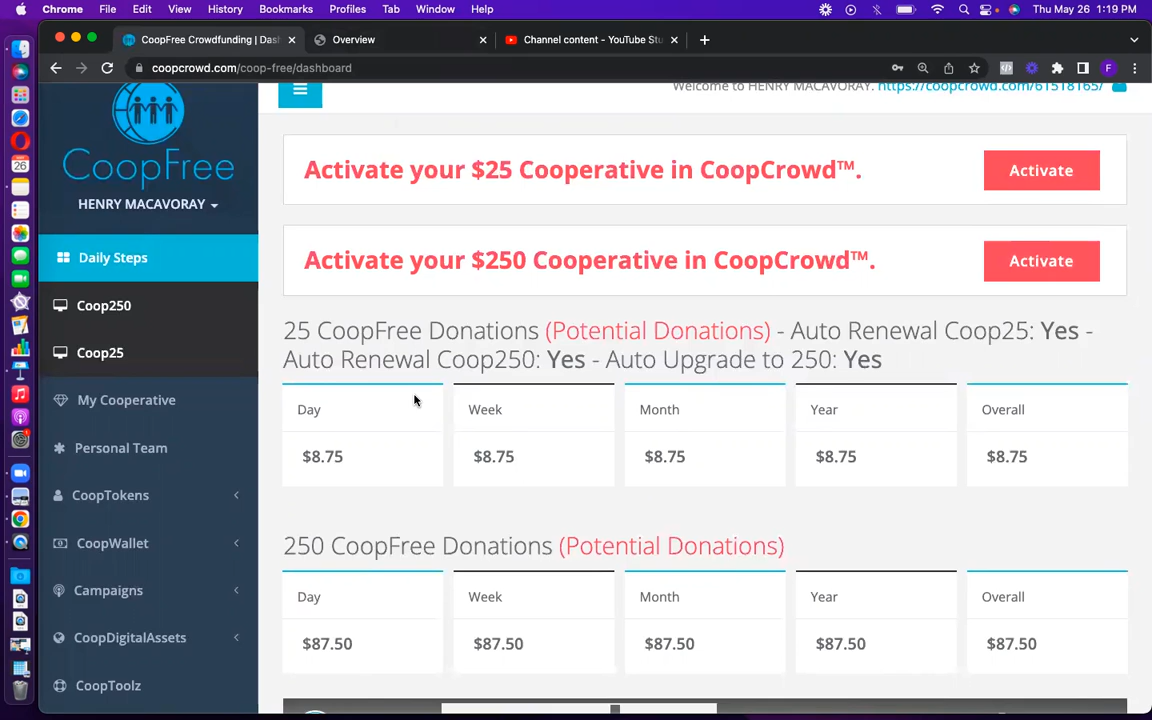 Chrome File Edit View History Bookmarks Profiles Tab Window Help Thu May 26 1:19 PM
CoopFree Crowdfunding | Das Overview Channel content - YouTube Stu
coopcrowd.com/coop-free/dashboard F
26
Welcome to HENRY MACAVORAY. https://coopcrowd.com/61518165/
CoopFree
HENRY MACAVORAY
Daily Steps
Coop250
Coop25
My Cooperative
Personal Team
CoopTokens
CoopWallet
Campaigns
CoopDigitalAssets
CoopToolz
Activate your $25 Cooperative in CoopCrowd™. Activate
Activate your $250 Cooperative in CoopCrowd™. Activate
25 CoopFree Donations (Potential Donations) - Auto Renewal Coop25: Yes -
Auto Renewal Coop250: Yes - Auto Upgrade to 250: Yes
Day Week Month Year Overall
$8.75 $8.75 $8.75 $8.75 $8.75
250 CoopFree Donations (Potential Donations)
Day Week Month Year Overall
$87.50 $87.50 $87.50 $87.50 $87.50